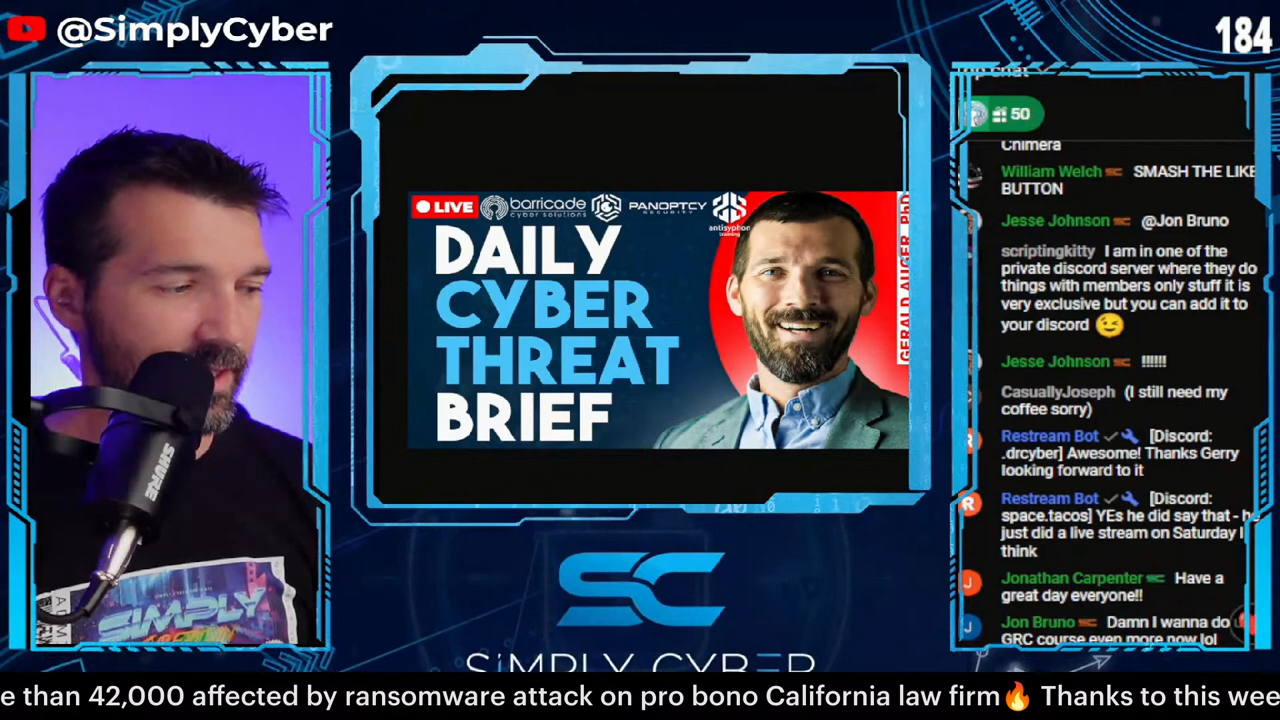 @SimplyCyber
184
Top chat
50
Chimera
William Welch SMASH THE LIKE
BUTTON
Jesse Johnson @Jon Bruno
scriptingkitty I am in one of the
private discord server where they do
things with members only stuff it is
very exclusive but you can add it to
your discord 😉
Jesse Johnson !!!!!!
CasuallyJoseph (I still need my
coffee sorry)
Restream Bot [Discord:
.drcyber] Awesome! Thanks Gerry
looking forward to it
Restream Bot [Discord:
space.tacos] YEs he did say that - he
just did a live stream on Saturday I
think
Jonathan Carpenter Have a
great day everyone!!
Jon Bruno Damn I wanna do
GRC course even more now lol
LIVE
barricade
cyber solutions
PANOPTCY
SECURITY
antisyphon
training
DAILY
CYBER
THREAT
BRIEF
GERALD AUGER, PhD
SHURE
SIMPLY
SC
SIMPLY CYBER
e than 42,000 affected by ransomware attack on pro bono California law firm🔥 Thanks to this wee